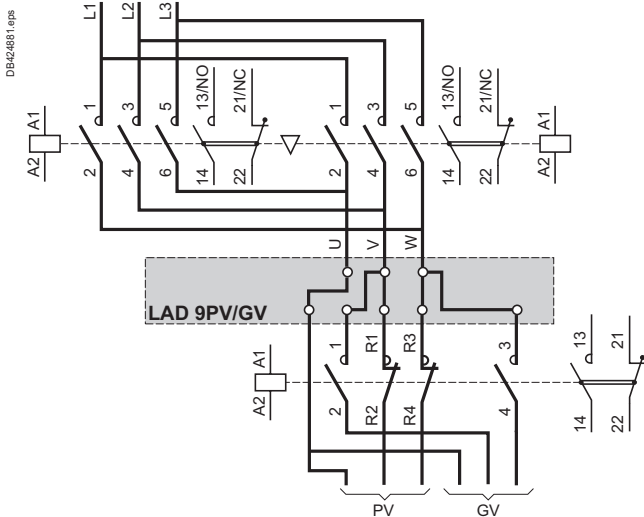 DB424881.eps
L1 L2 L3
A1 1 3 5 13/NO 21/NC 1 3 5 13/NO 21/NC A1
A2 2 4 6 14 22 2 4 6 14 22 A2
U V W
LAD 9PV/GV
A1 1 R1 R3 3 13 21
A2 2 R2 R4 4 14 22
PV GV